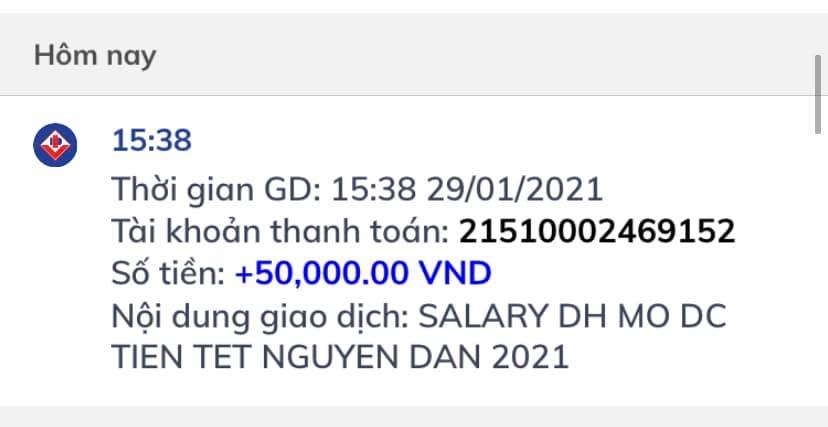 Hôm nay
15:38
Thời gian GD: 15:38 29/01/2021
Tài khoản thanh toán: 21510002469152
Số tiền: +50,000.00 VND
Nội dung giao dịch: SALARY DH MO DC
TIEN TET NGUYEN DAN 2021